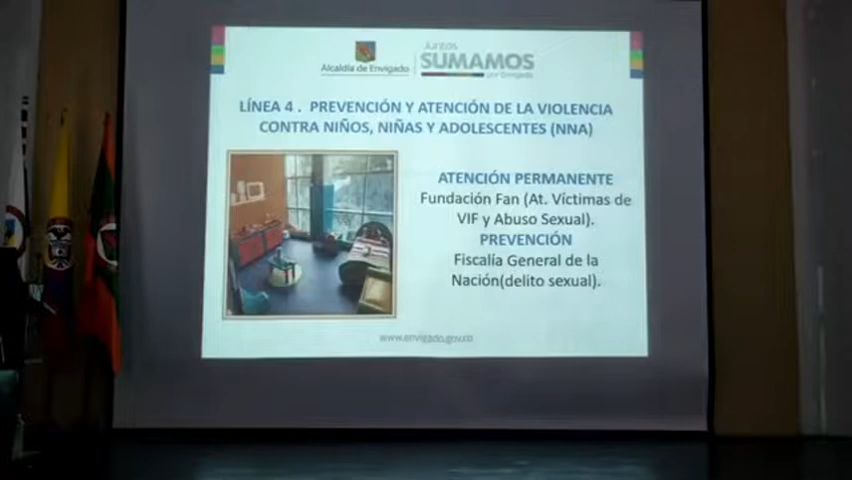 Alcaldía de Envigado
Juntos
SUMAMOS
por Envigado
LÍNEA 4 . PREVENCIÓN Y ATENCIÓN DE LA VIOLENCIA
CONTRA NIÑOS, NIÑAS Y ADOLESCENTES (NNA)
ATENCIÓN PERMANENTE
Fundación Fan (At. Víctimas de
VIF y Abuso Sexual).
PREVENCIÓN
Fiscalía General de la
Nación(delito sexual).
www.envigado.gov.co